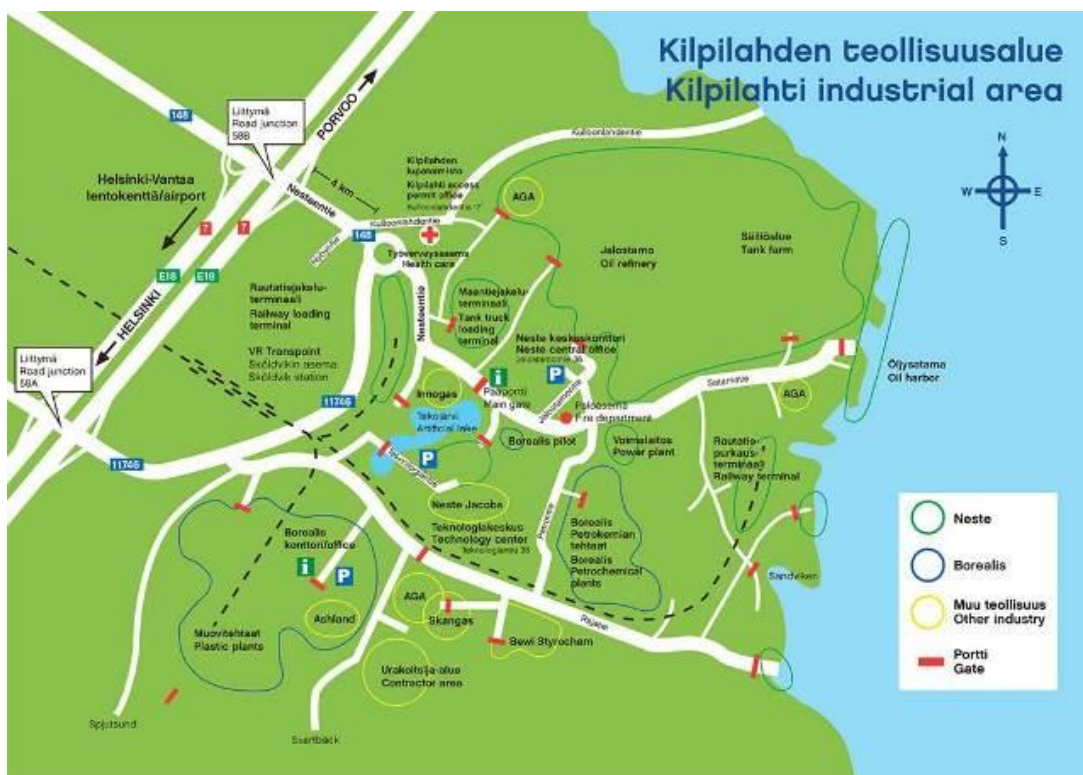 Kilpilahden teollisuusalue
Kilpilahti industrial area
148
Liittymä
Road junction
58B
PORVOO
Kulloonlahdentie
N
W
E
S
Helsinki-Vantaa
lentokenttä/airport
4 km
Nesteentie
Kilpilahden
lupatoimisto
Kilpilahti access
permit office
Kulloonlahdentie
AGA
7
7
148
Työterveysasema
Health care
Jalostamo
Oil refinery
Säiliöalue
Tank farm
E18
E18
HELSINKI
Rautatiejakelu-
terminaali
Railway loading
terminal
VR Transpoint
Sköldvikin asema
Sköldvik station
Nesteentie
Maantiejakelu-
terminaali
Tank truck
loading
terminal
Neste keskuskonttori
Neste central office
Liittymä
Road junction
11746
Innogas
i
P
Pääportti
Main gate
Satamatie
AGA
Öljysatama
Oil harbor
Tekojärvi
Artificial lake
Paloasema
Fire department
Borealis pilot
Voimalaitos
Power plant
Rautatie-
purkaus-
terminaali
Railway terminal
11746
P
Neste Jacobs
Teknologiakeskus
Technology center
Borealis
Petrokemian
tehtaat
Borealis
Petrochemical
plants
Borealis
konttori/office
i
P
Sandviken
AGA
Ashland
Skangas
Bewi Styrochem
Muovitehtaat
Plastic plants
Urakoitsija-alue
Contractor area
Spjutsund
Svartbäck
Neste
Borealis
Muu teollisuus
Other industry
Portti
Gate